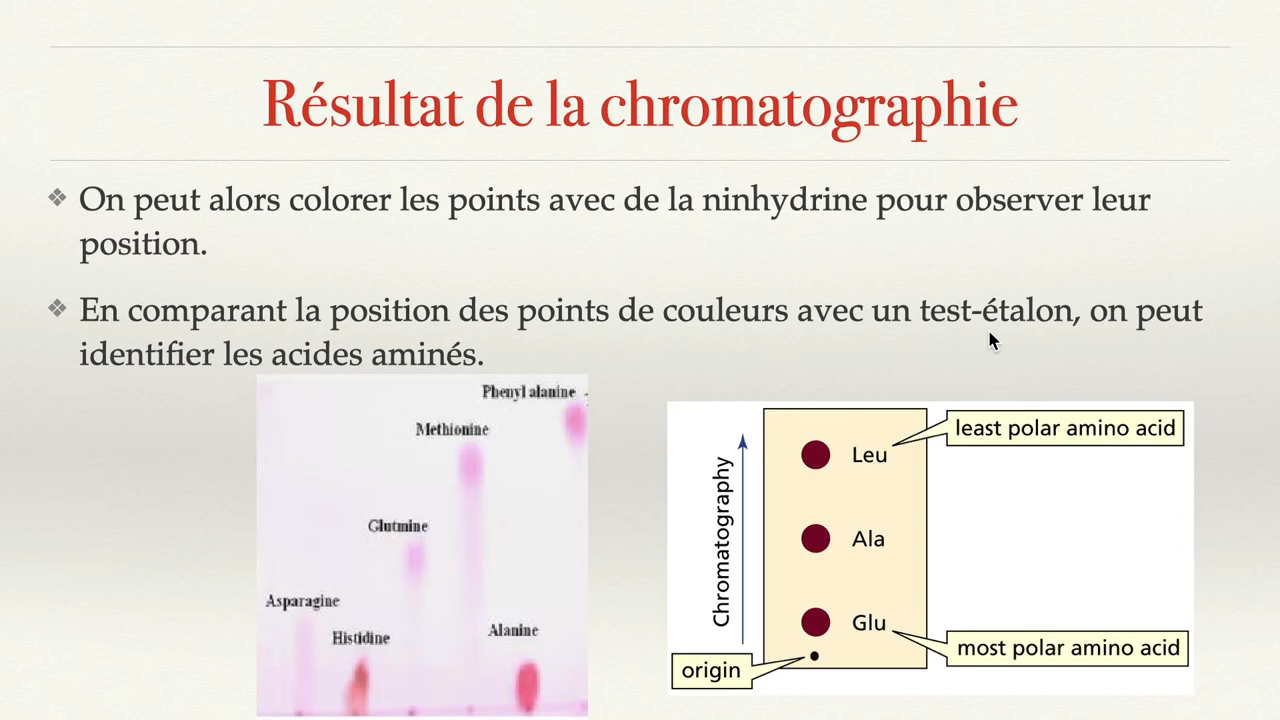 Résultat de la chromatographie
On peut alors colorer les points avec de la ninhydrine pour observer leur
position.
En comparant la position des points de couleurs avec un test-étalon, on peut
identifier les acides aminés.
Phenyl alanine
Methionine
Glutmine
Asparagine
Histidine
Alanine
Chromatography
Leu
least polar amino acid
Ala
Glu
most polar amino acid
origin